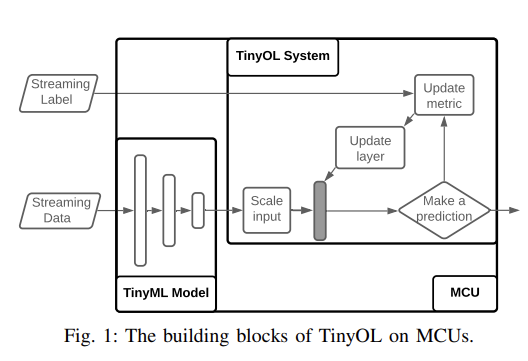 TinyOL System
Streaming
Label
Update
metric
Update
layer
Streaming
Data
Scale
input
Make a
prediction
TinyML Model
MCU
Fig. 1: The building blocks of TinyOL on MCUs.